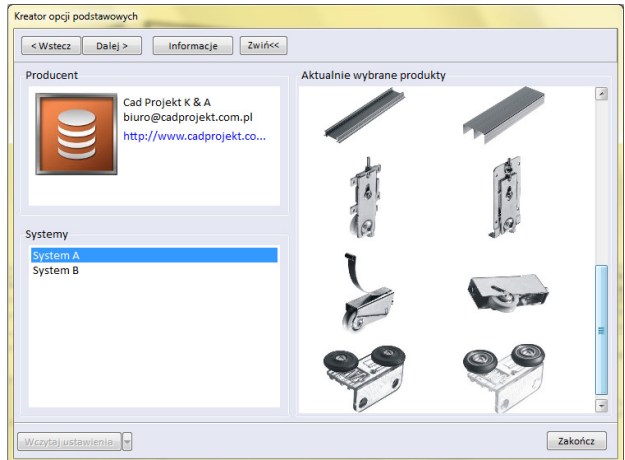 Kreator opcji podstawowych
< Wstecz Dalej > Informacje Zwiń<<
Producent
Cad Projekt K & A
biuro@cadprojekt.com.pl
http://www.cadprojekt.co...
Systemy
System A
System B
Aktualnie wybrane produkty
Wczytaj ustawienia
Zakończ